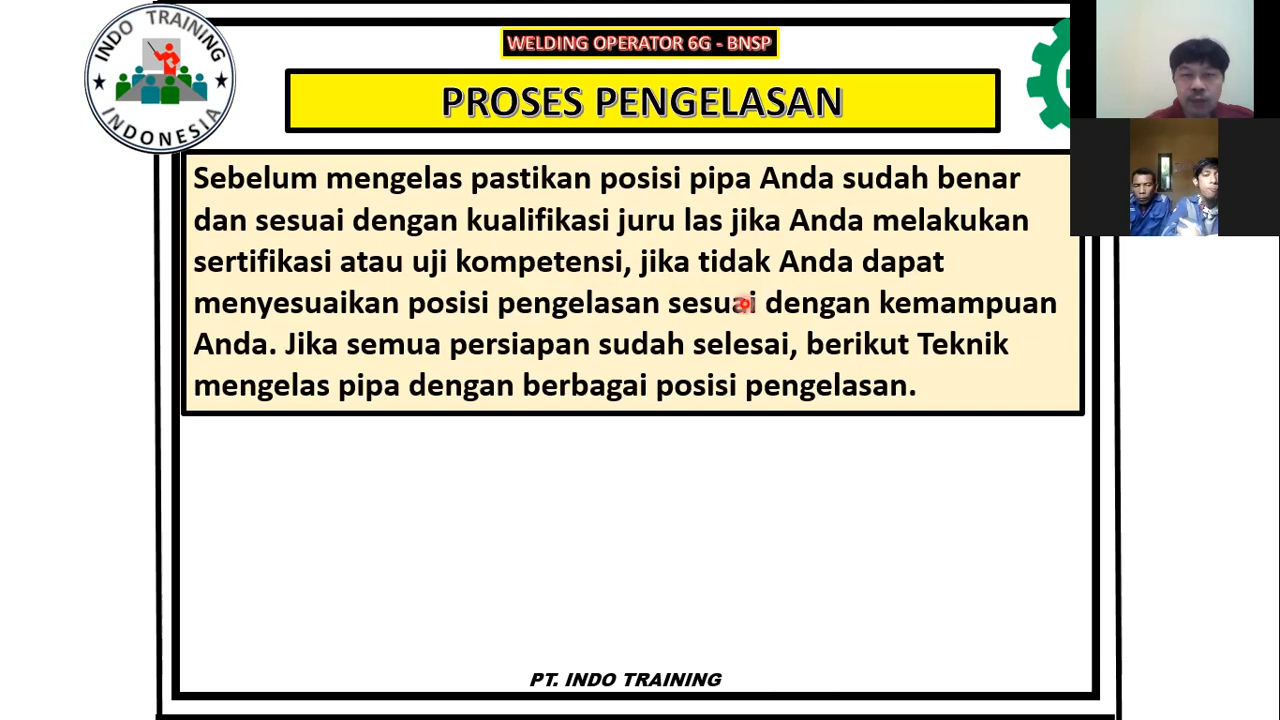 INDO TRAINING
INDONESIA
WELDING OPERATOR 6G - BNSP
PROSES PENGELASAN
Sebelum mengelas pastikan posisi pipa Anda sudah benar
dan sesuai dengan kualifikasi juru las jika Anda melakukan
sertifikasi atau uji kompetensi, jika tidak Anda dapat
menyesuaikan posisi pengelasan sesuai dengan kemampuan
Anda. Jika semua persiapan sudah selesai, berikut Teknik
mengelas pipa dengan berbagai posisi pengelasan.
PT. INDO TRAINING